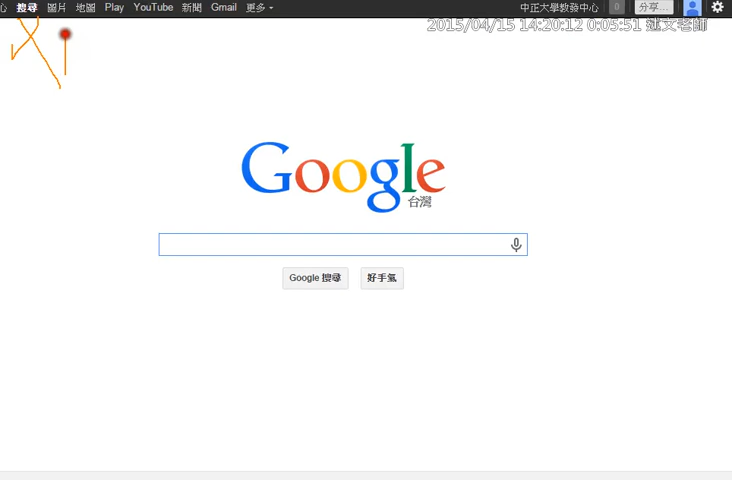 心 搜尋 圖片 地圖 Play YouTube 新聞 Gmail 更多 中正大學教發中心 0 分享...
2015/04/15 14:20:12 0:05:51 建文老師
Google
台灣
Google 搜尋 好手氣